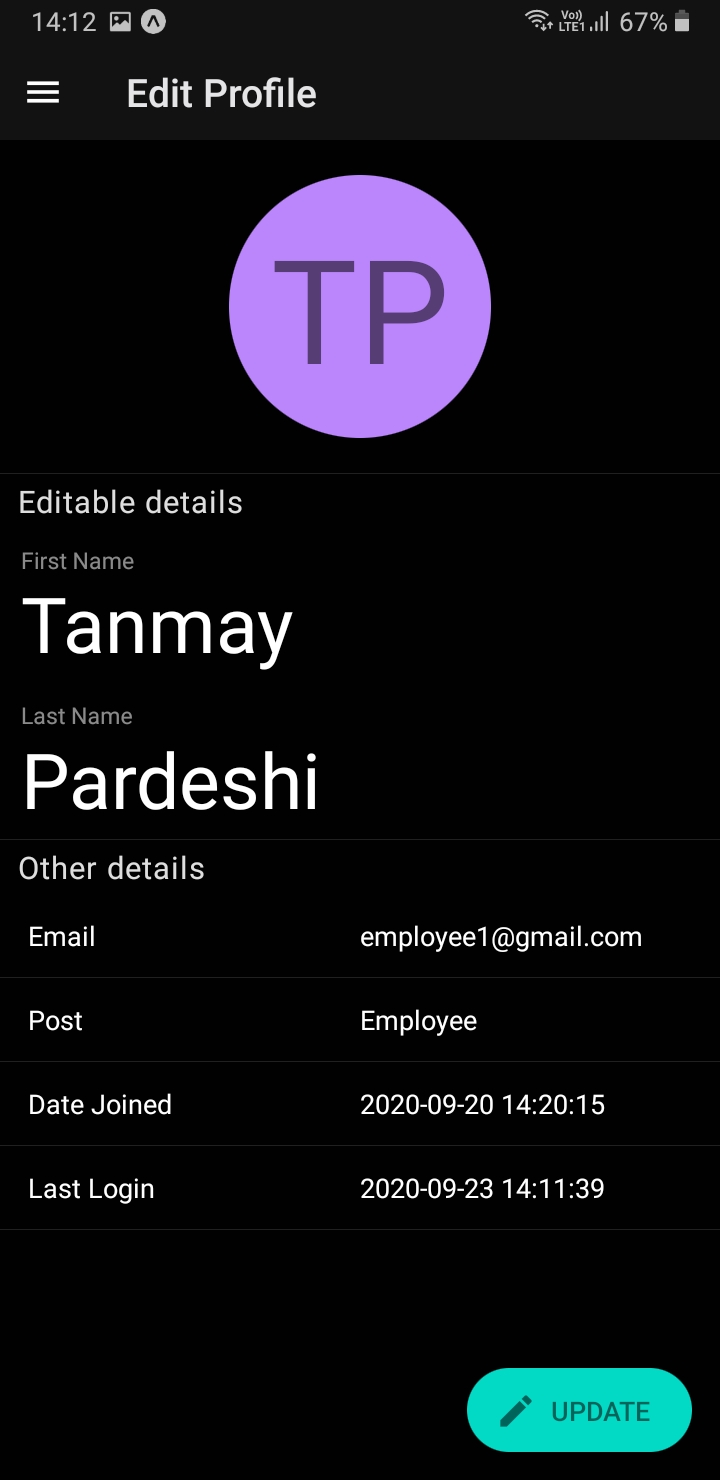 14:12 Vo)) LTE1 67%
Edit Profile
TP
Editable details
First Name
Tanmay
Last Name
Pardeshi
Other details
Email employee1@gmail.com
Post Employee
Date Joined 2020-09-20 14:20:15
Last Login 2020-09-23 14:11:39
UPDATE